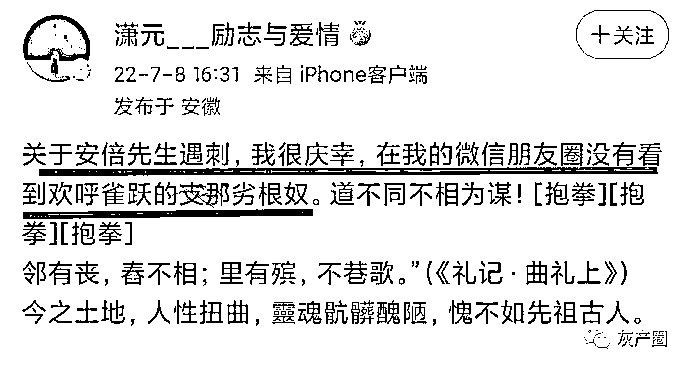 潇元___励志与爱情
+关注
22-7-8 16:31 来自 iPhone客户端
发布于 安徽
关于安倍先生遇刺，我很庆幸，在我的微信朋友圈没有看
到欢呼雀跃的支那劣根奴。道不同不相为谋！[抱拳][抱
拳][抱拳]
邻有丧，舂不相；里有殡，不巷歌。”(《礼记·曲礼上》)
今之土地，人性扭曲，靈魂骯髒醜陋，愧不如先祖古人。
灰产圈